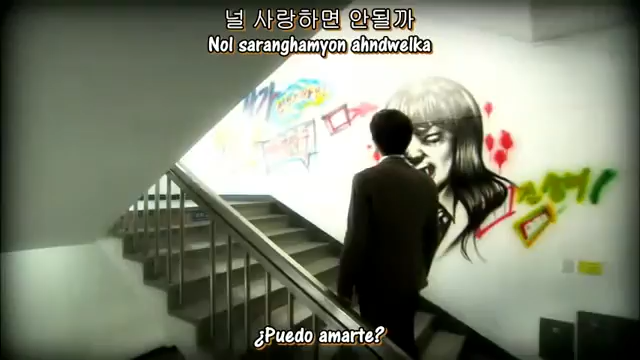 널 사랑하면 안될까
Nol saranghamyon ahndwelka
¿Puedo amarte?